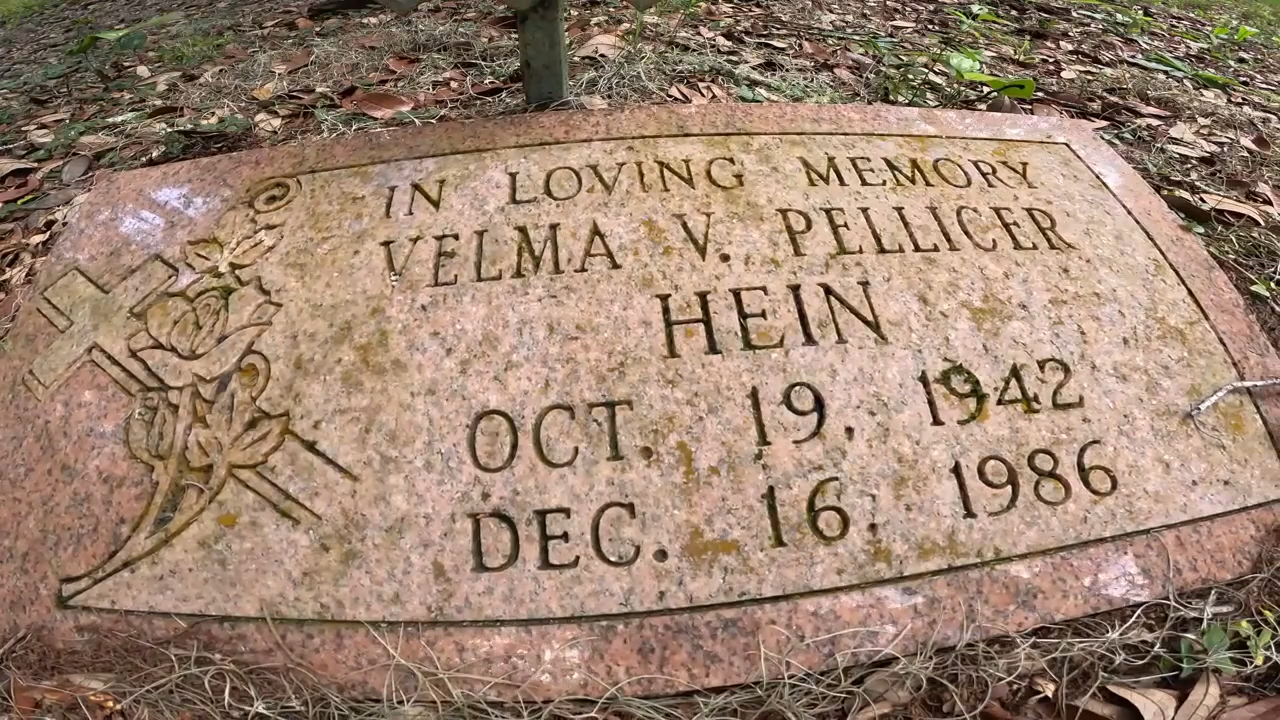 IN LOVING MEMORY
VELMA V. PELLICER
HEIN
OCT. 19, 1942
DEC. 16, 1986